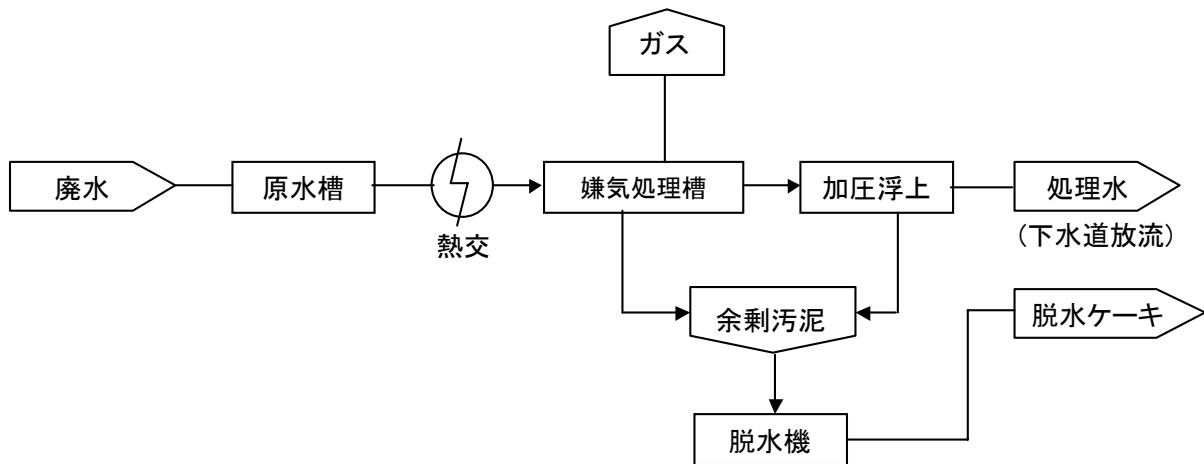 ガス
廃水
原水槽
熱交
嫌気処理槽
加圧浮上
処理水
(下水道放流)
余剰汚泥
脱水ケーキ
脱水機